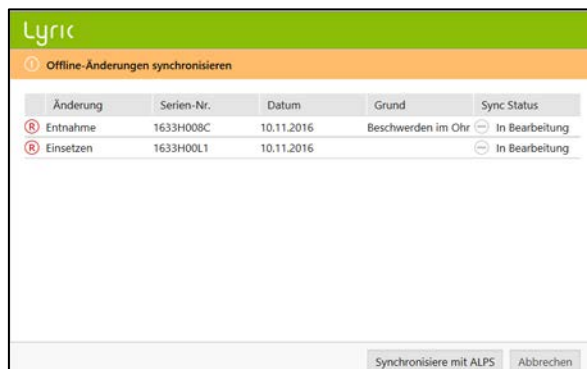 Lyric
! Offline-Änderungen synchronisieren
Änderung Serien-Nr. Datum Grund Sync Status
R Entnahme 1633H008C 10.11.2016 Beschwerden im Ohr In Bearbeitung
R Einsetzen 1633H00L1 10.11.2016 In Bearbeitung
Synchronisiere mit ALPS Abbrechen